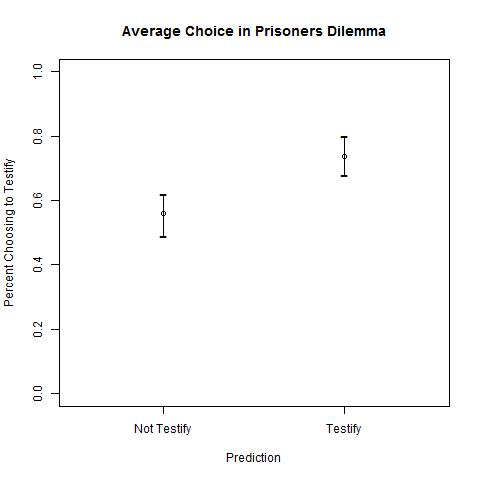 Average Choice in Prisoners Dilemma
Percent Choosing to Testify
1.0
0.8
0.6
0.4
0.2
0.0
Not Testify
Testify
Prediction